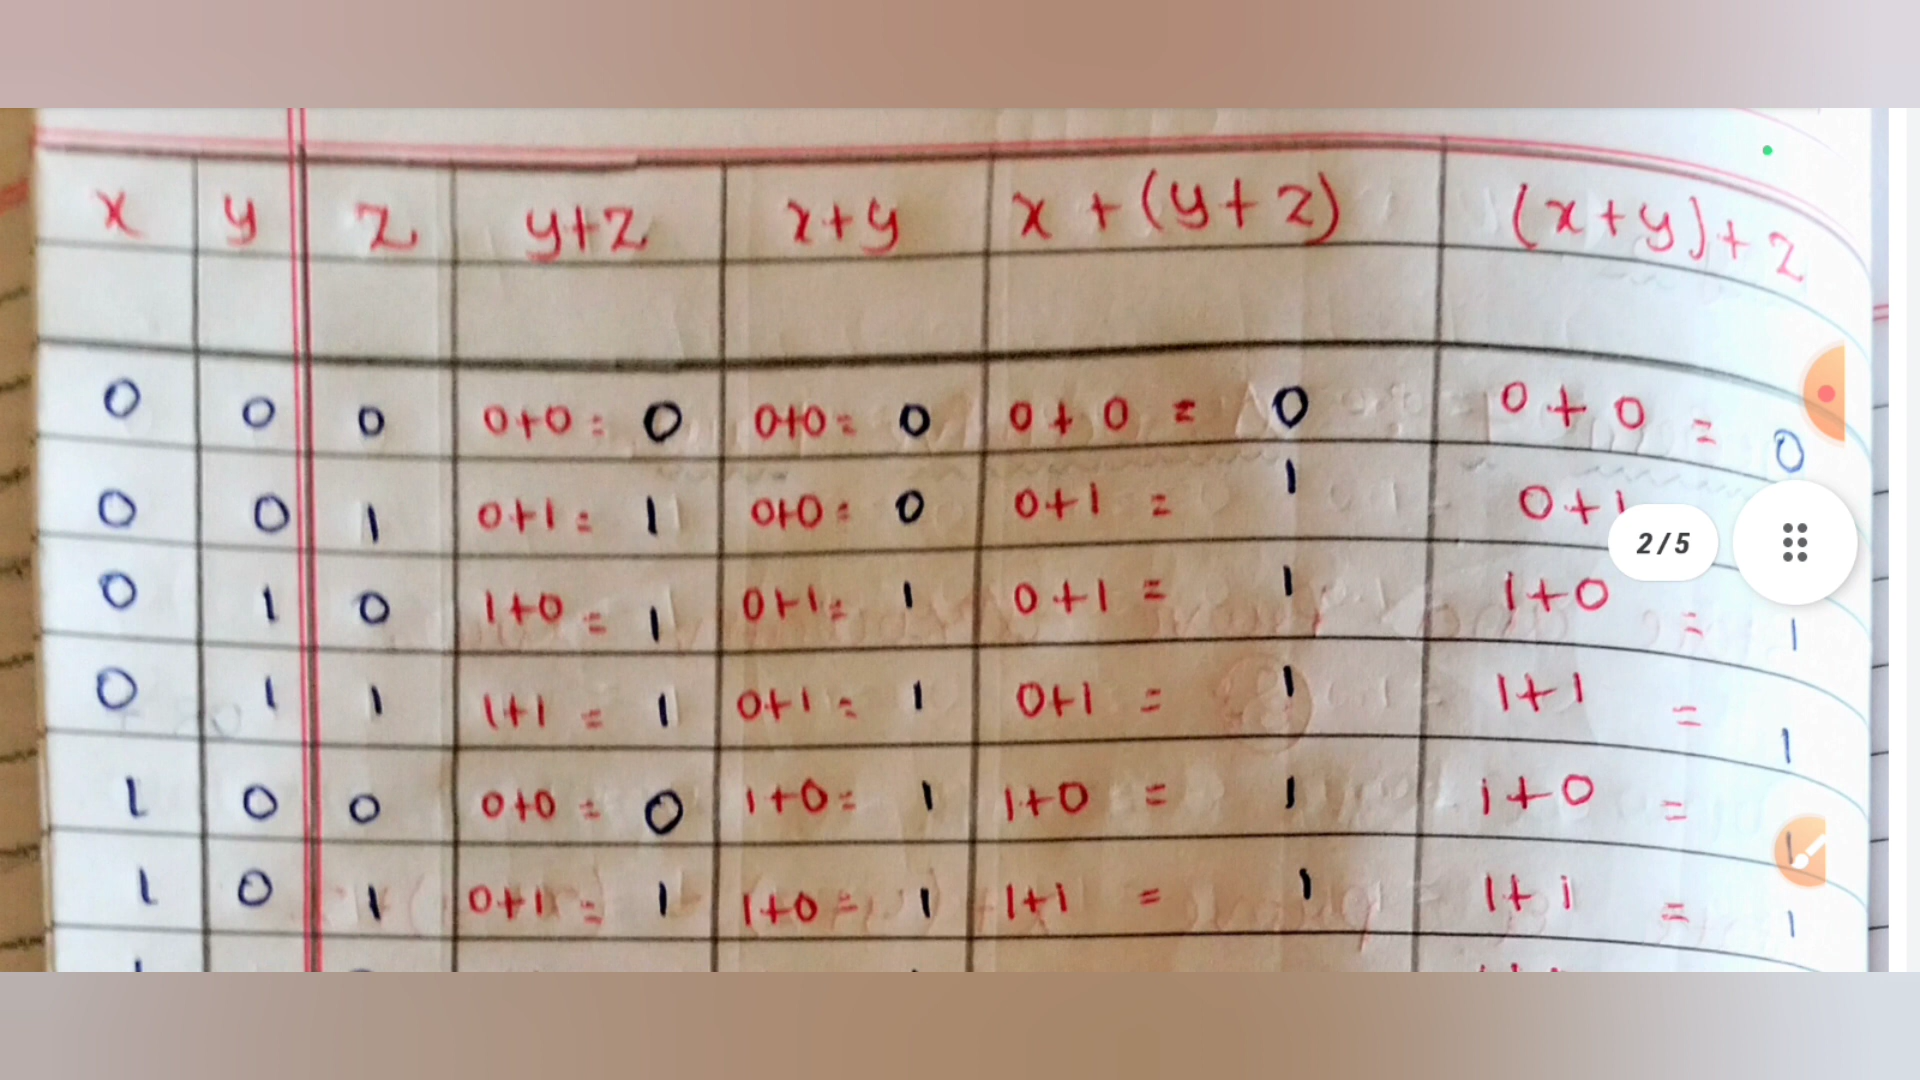 x y z y+z x+y x+(y+z) (x+y)+z
0 0 0 0+0= 0 0+0= 0 0+0 = 0 0+0 = 0
0 0 1 0+1= 1 0+0= 0 0+1 = 1 0+1
0 1 0 1+0 = 1 0+1= 1 0+1 = 1 1+0 = 1
0 1 1 1+1 = 1 0+1= 1 0+1 = 1 1+1 = 1
1 0 0 0+0= 0 1+0= 1 1+0 = 1 1+0 = 1
1 0 1 0+1= 1 1+0= 1 1+1 = 1 1+1 = 1
2/5